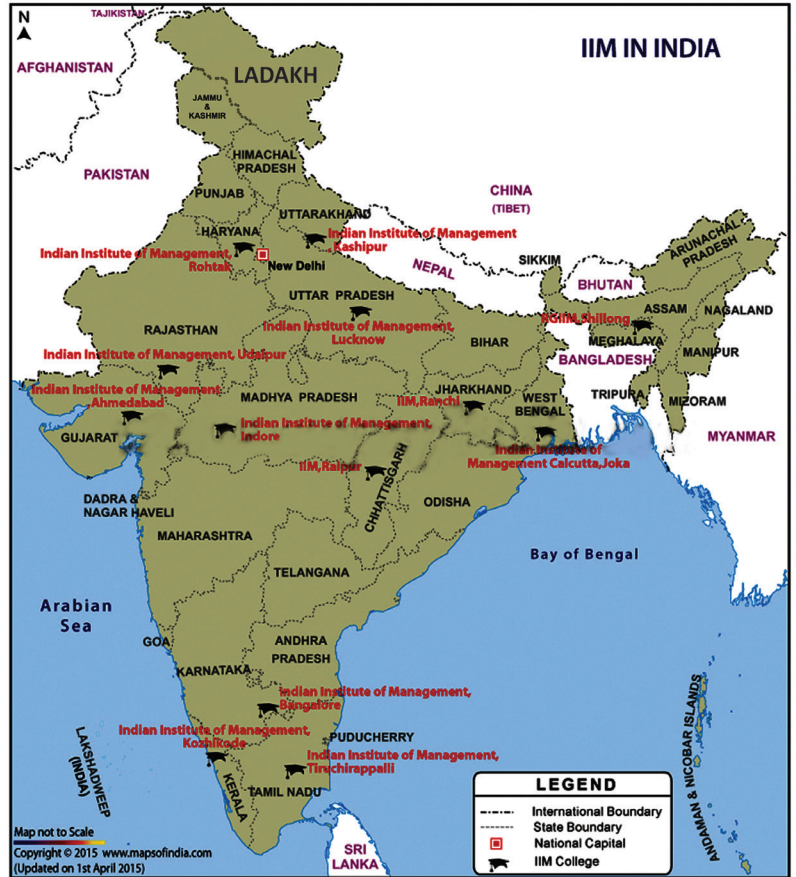 N
TAJIKISTAN
IIM IN INDIA
AFGHANISTAN
LADAKH
JAMMU
&
KASHMIR
HIMACHAL
PRADESH
PAKISTAN
CHINA
(TIBET)
PUNJAB
UTTARAKHAND
HARYANA
Indian Institute of Management
, Kashipur
Indian Institute of Management,
Rohtak
New Delhi
ARUNACHAL
PRADESH
SIKKIM
NEPAL
BHUTAN
UTTAR PRADESH
ASSAM
NAGALAND
RAJASTHAN
Indian Institute of Management,
Lucknow
RGIIM,Shillong
BIHAR
MEGHALAYA
MANIPUR
Indian Institute of Management, Udaipur
BANGLADESH
Indian Institute of Management
,Ahmedabad
MADHYA PRADESH
JHARKHAND
IIM,Ranchi
WEST
BENGAL
TRIPURA
MIZORAM
GUJARAT
Indian Institute of Management,
Indore
MYANMAR
Indian Institute of
Management Calcutta,Joka
IIM,Raipur
CHHATTISGARH
DADRA &
NAGAR HAVELI
ODISHA
MAHARASHTRA
Bay of Bengal
TELANGANA
Arabian
Sea
GOA
ANDHRA
PRADESH
KARNATAKA
Indian Institute of Management,
Bangalore
Indian Institute of Management,
Kozhikode
PUDUCHERRY
Indian Institute of Management,
Tiruchirappalli
LAKSHADWEEP
(INDIA)
KERALA
TAMIL NADU
ANDAMAN & NICOBAR ISLANDS
LEGEND
International Boundary
State Boundary
National Capital
IIM College
SRI
LANKA
Map not to Scale
Copyright © 2015 www.mapsofindia.com
(Updated on 1st April 2015)